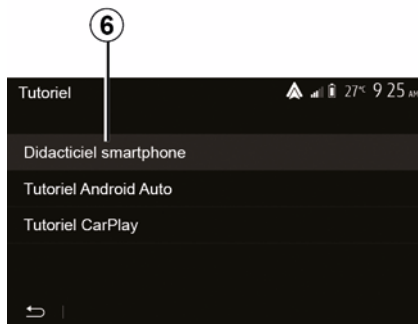 6
Tutoriel 27°C 9 25 AM
Didacticiel smartphone
Tutoriel Android Auto
Tutoriel CarPlay